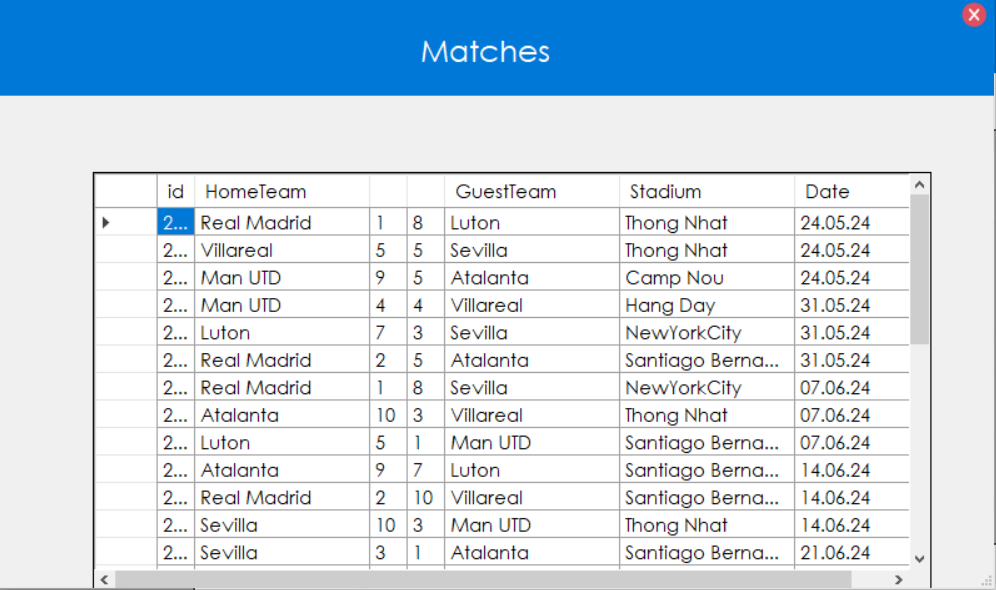 Matches
id HomeTeam GuestTeam Stadium Date
2... Real Madrid 1 8 Luton Thong Nhat 24.05.24
2... Villareal 5 5 Sevilla Thong Nhat 24.05.24
2... Man UTD 9 5 Atalanta Camp Nou 24.05.24
2... Man UTD 4 4 Villareal Hang Day 31.05.24
2... Luton 7 3 Sevilla NewYorkCity 31.05.24
2... Real Madrid 2 5 Atalanta Santiago Berna... 31.05.24
2... Real Madrid 1 8 Sevilla NewYorkCity 07.06.24
2... Atalanta 10 3 Villareal Thong Nhat 07.06.24
2... Luton 5 1 Man UTD Santiago Berna... 07.06.24
2... Atalanta 9 7 Luton Santiago Berna... 14.06.24
2... Real Madrid 2 10 Villareal Santiago Berna... 14.06.24
2... Sevilla 10 3 Man UTD Thong Nhat 14.06.24
2... Sevilla 3 1 Atalanta Santiago Berna... 21.06.24